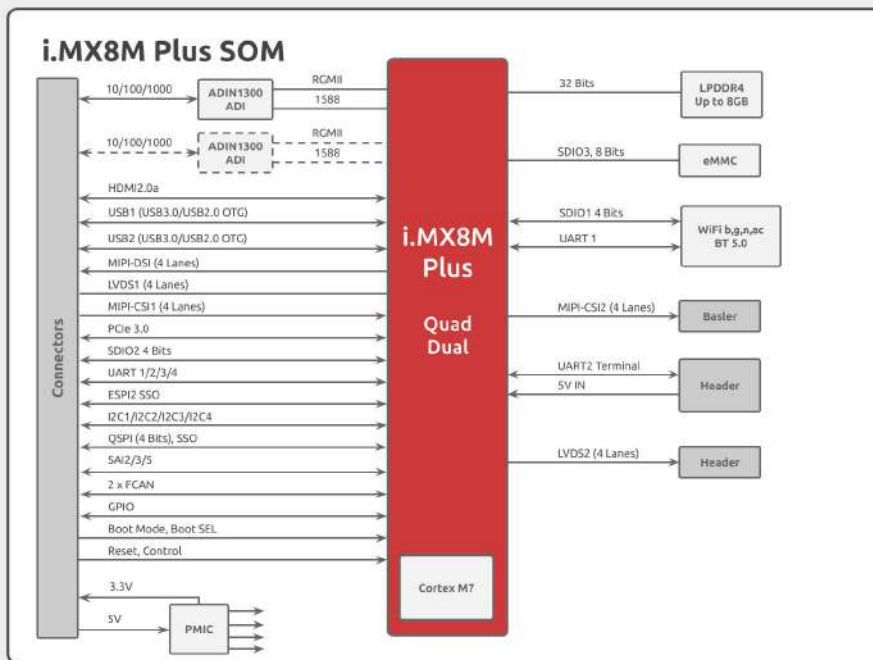 i.MX8M Plus SOM
Connectors
10/100/1000
ADIN1300
ADI
RGMII
1588
10/100/1000
ADIN1300
ADI
RGMII
1588
HDMI2.0a
USB1 (USB3.0/USB2.0 OTG)
USB2 (USB3.0/USB2.0 OTG)
MIPI-DSI (4 Lanes)
LVDS1 (4 Lanes)
MIPI-CSI1 (4 Lanes)
PCIe 3.0
SDIO2 4 Bits
UART 1/2/3/4
ESPI2 SSO
I2C1/I2C2/I2C3/I2C4
QSPI (4 Bits), SSO
SAI2/3/5
2 x FCAN
GPIO
Boot Mode, Boot SEL
Reset, Control
3.3V
5V
PMIC
i.MX8M
Plus
Quad
Dual
Cortex M7
32 Bits
LPDDR4
Up to 8GB
SDIO3, 8 Bits
eMMC
SDIO1 4 Bits
UART 1
WiFi b,g,n,ac
BT 5.0
MIPI-CSI2 (4 Lanes)
Basler
UART2 Terminal
5V IN
Header
LVDS2 (4 Lanes)
Header